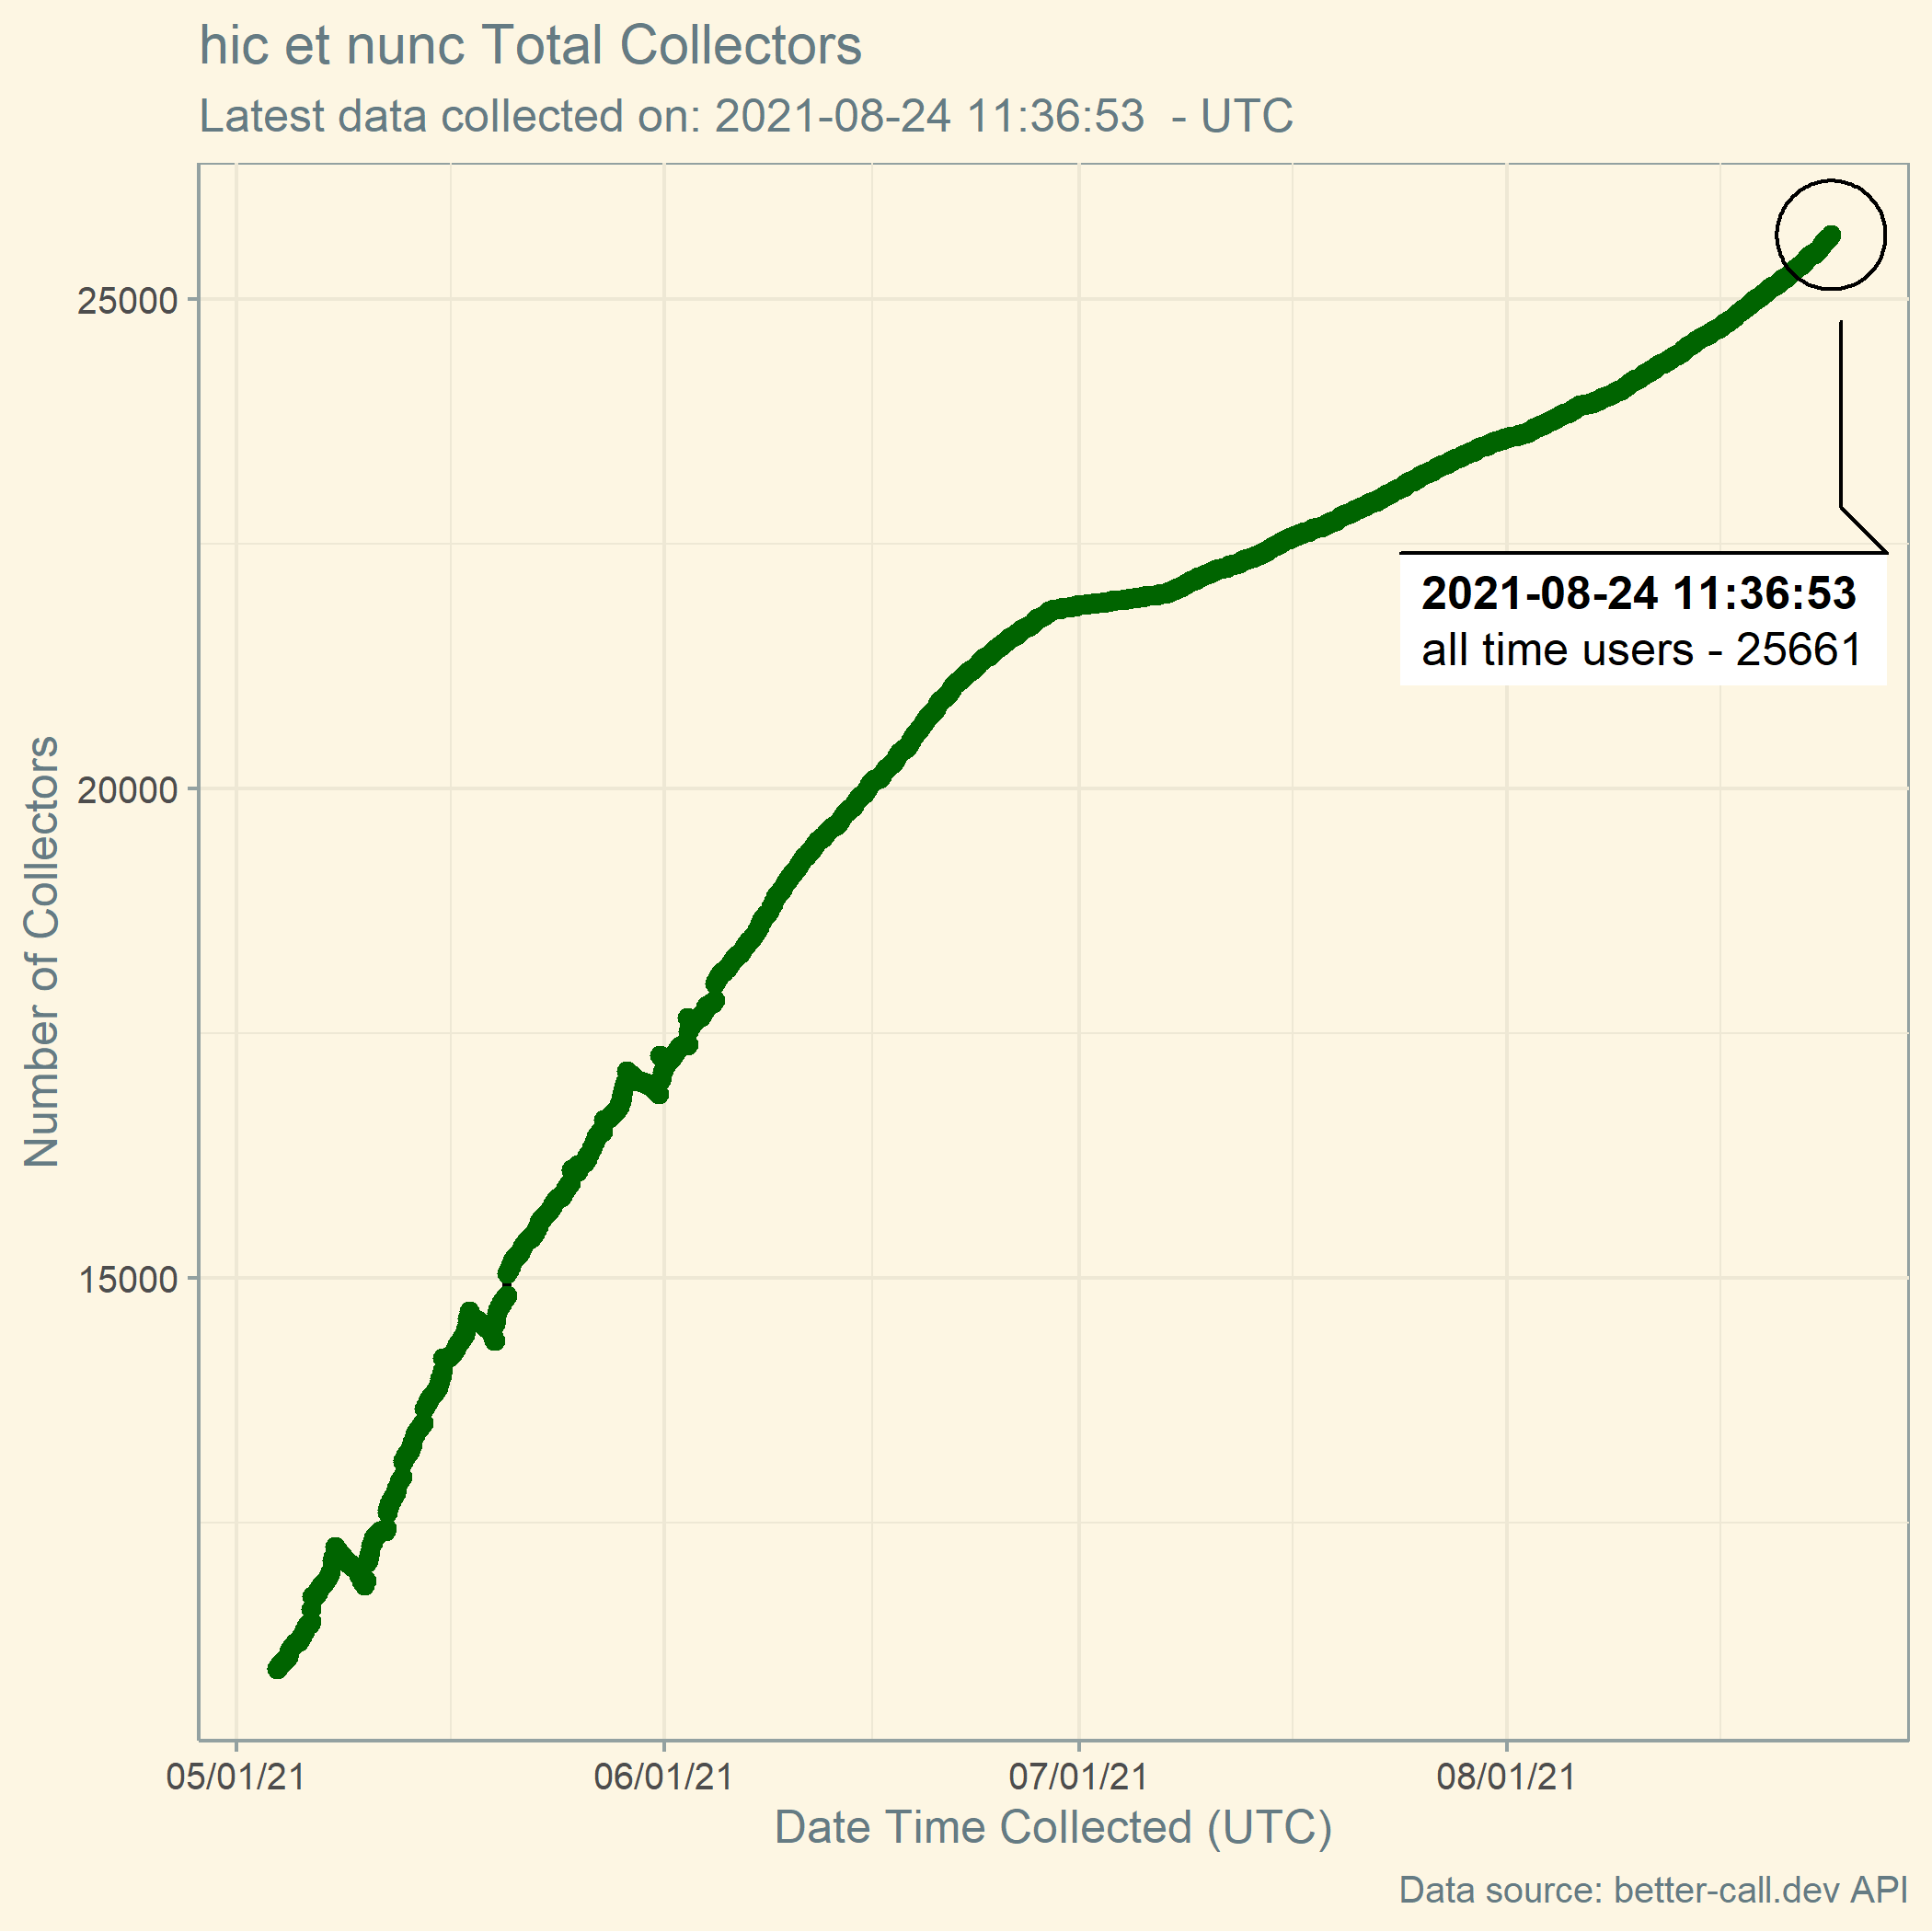 hic et nunc Total Collectors
Latest data collected on: 2021-08-24 11:36:53  - UTC
Number of Collectors
25000
20000
15000
2021-08-24 11:36:53
all time users - 25661
05/01/21
06/01/21
07/01/21
08/01/21
Date Time Collected (UTC)
Data source: better-call.dev API